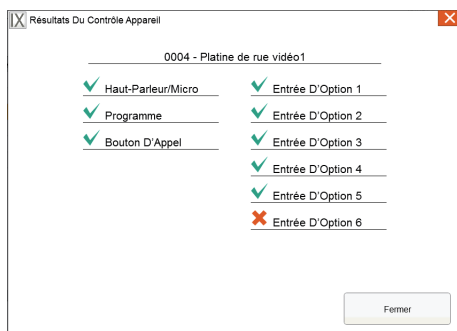 IX Résultats Du Contrôle Appareil
0004 - Platine de rue vidéo1
Haut-Parleur/Micro
Programme
Bouton D'Appel
Entrée D'Option 1
Entrée D'Option 2
Entrée D'Option 3
Entrée D'Option 4
Entrée D'Option 5
Entrée D'Option 6
Fermer